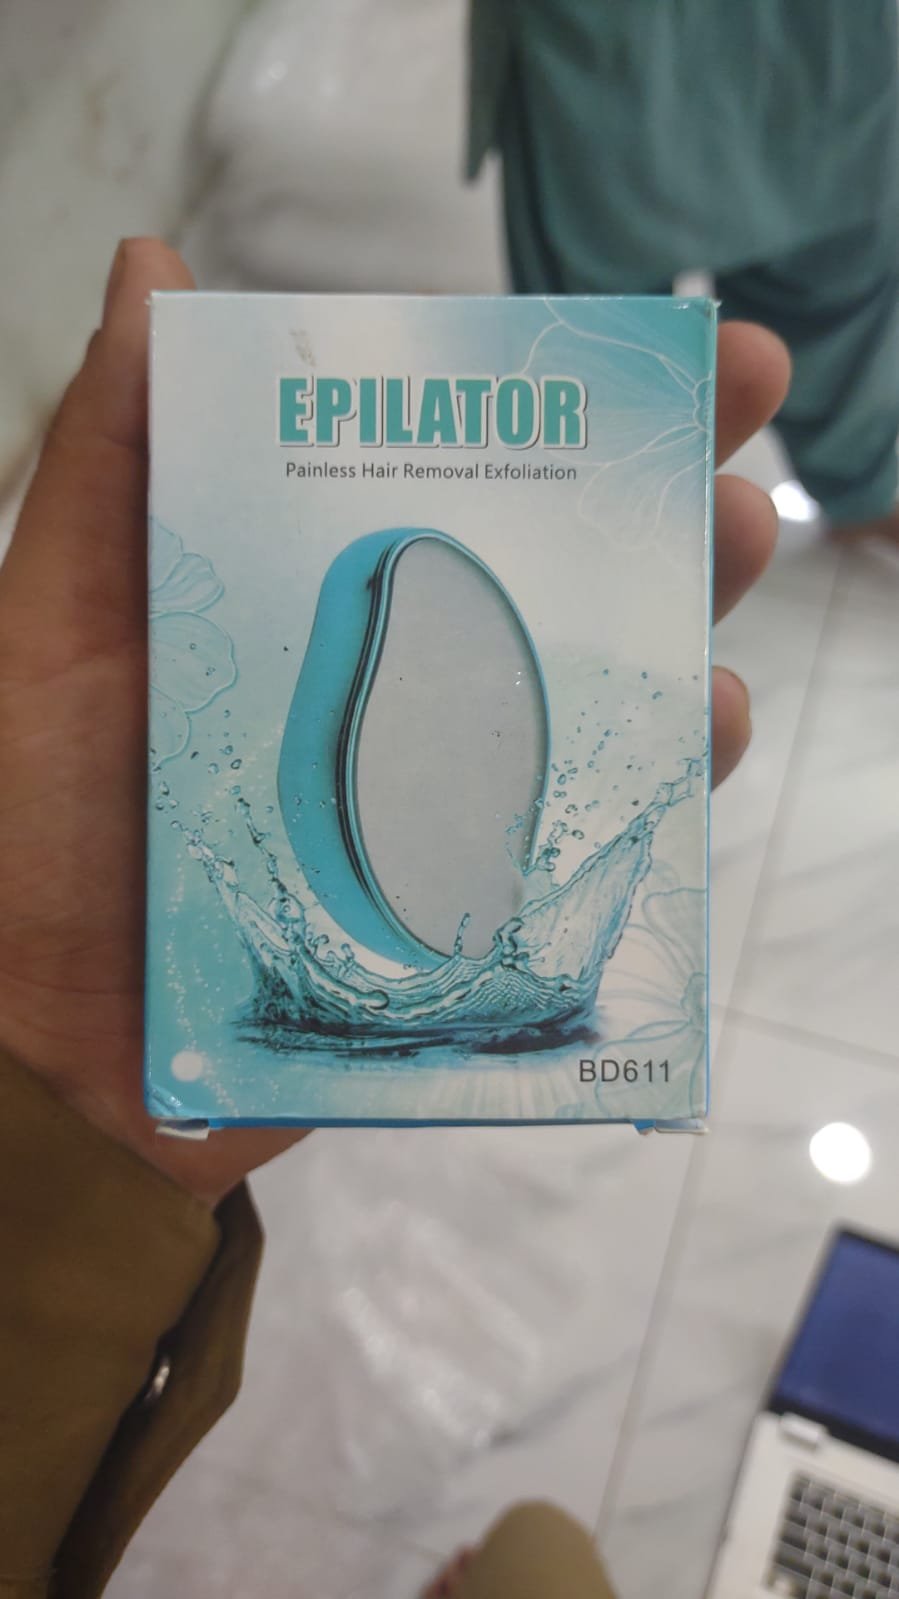 EPILATOR
Painless Hair Removal Exfoliation
BD611